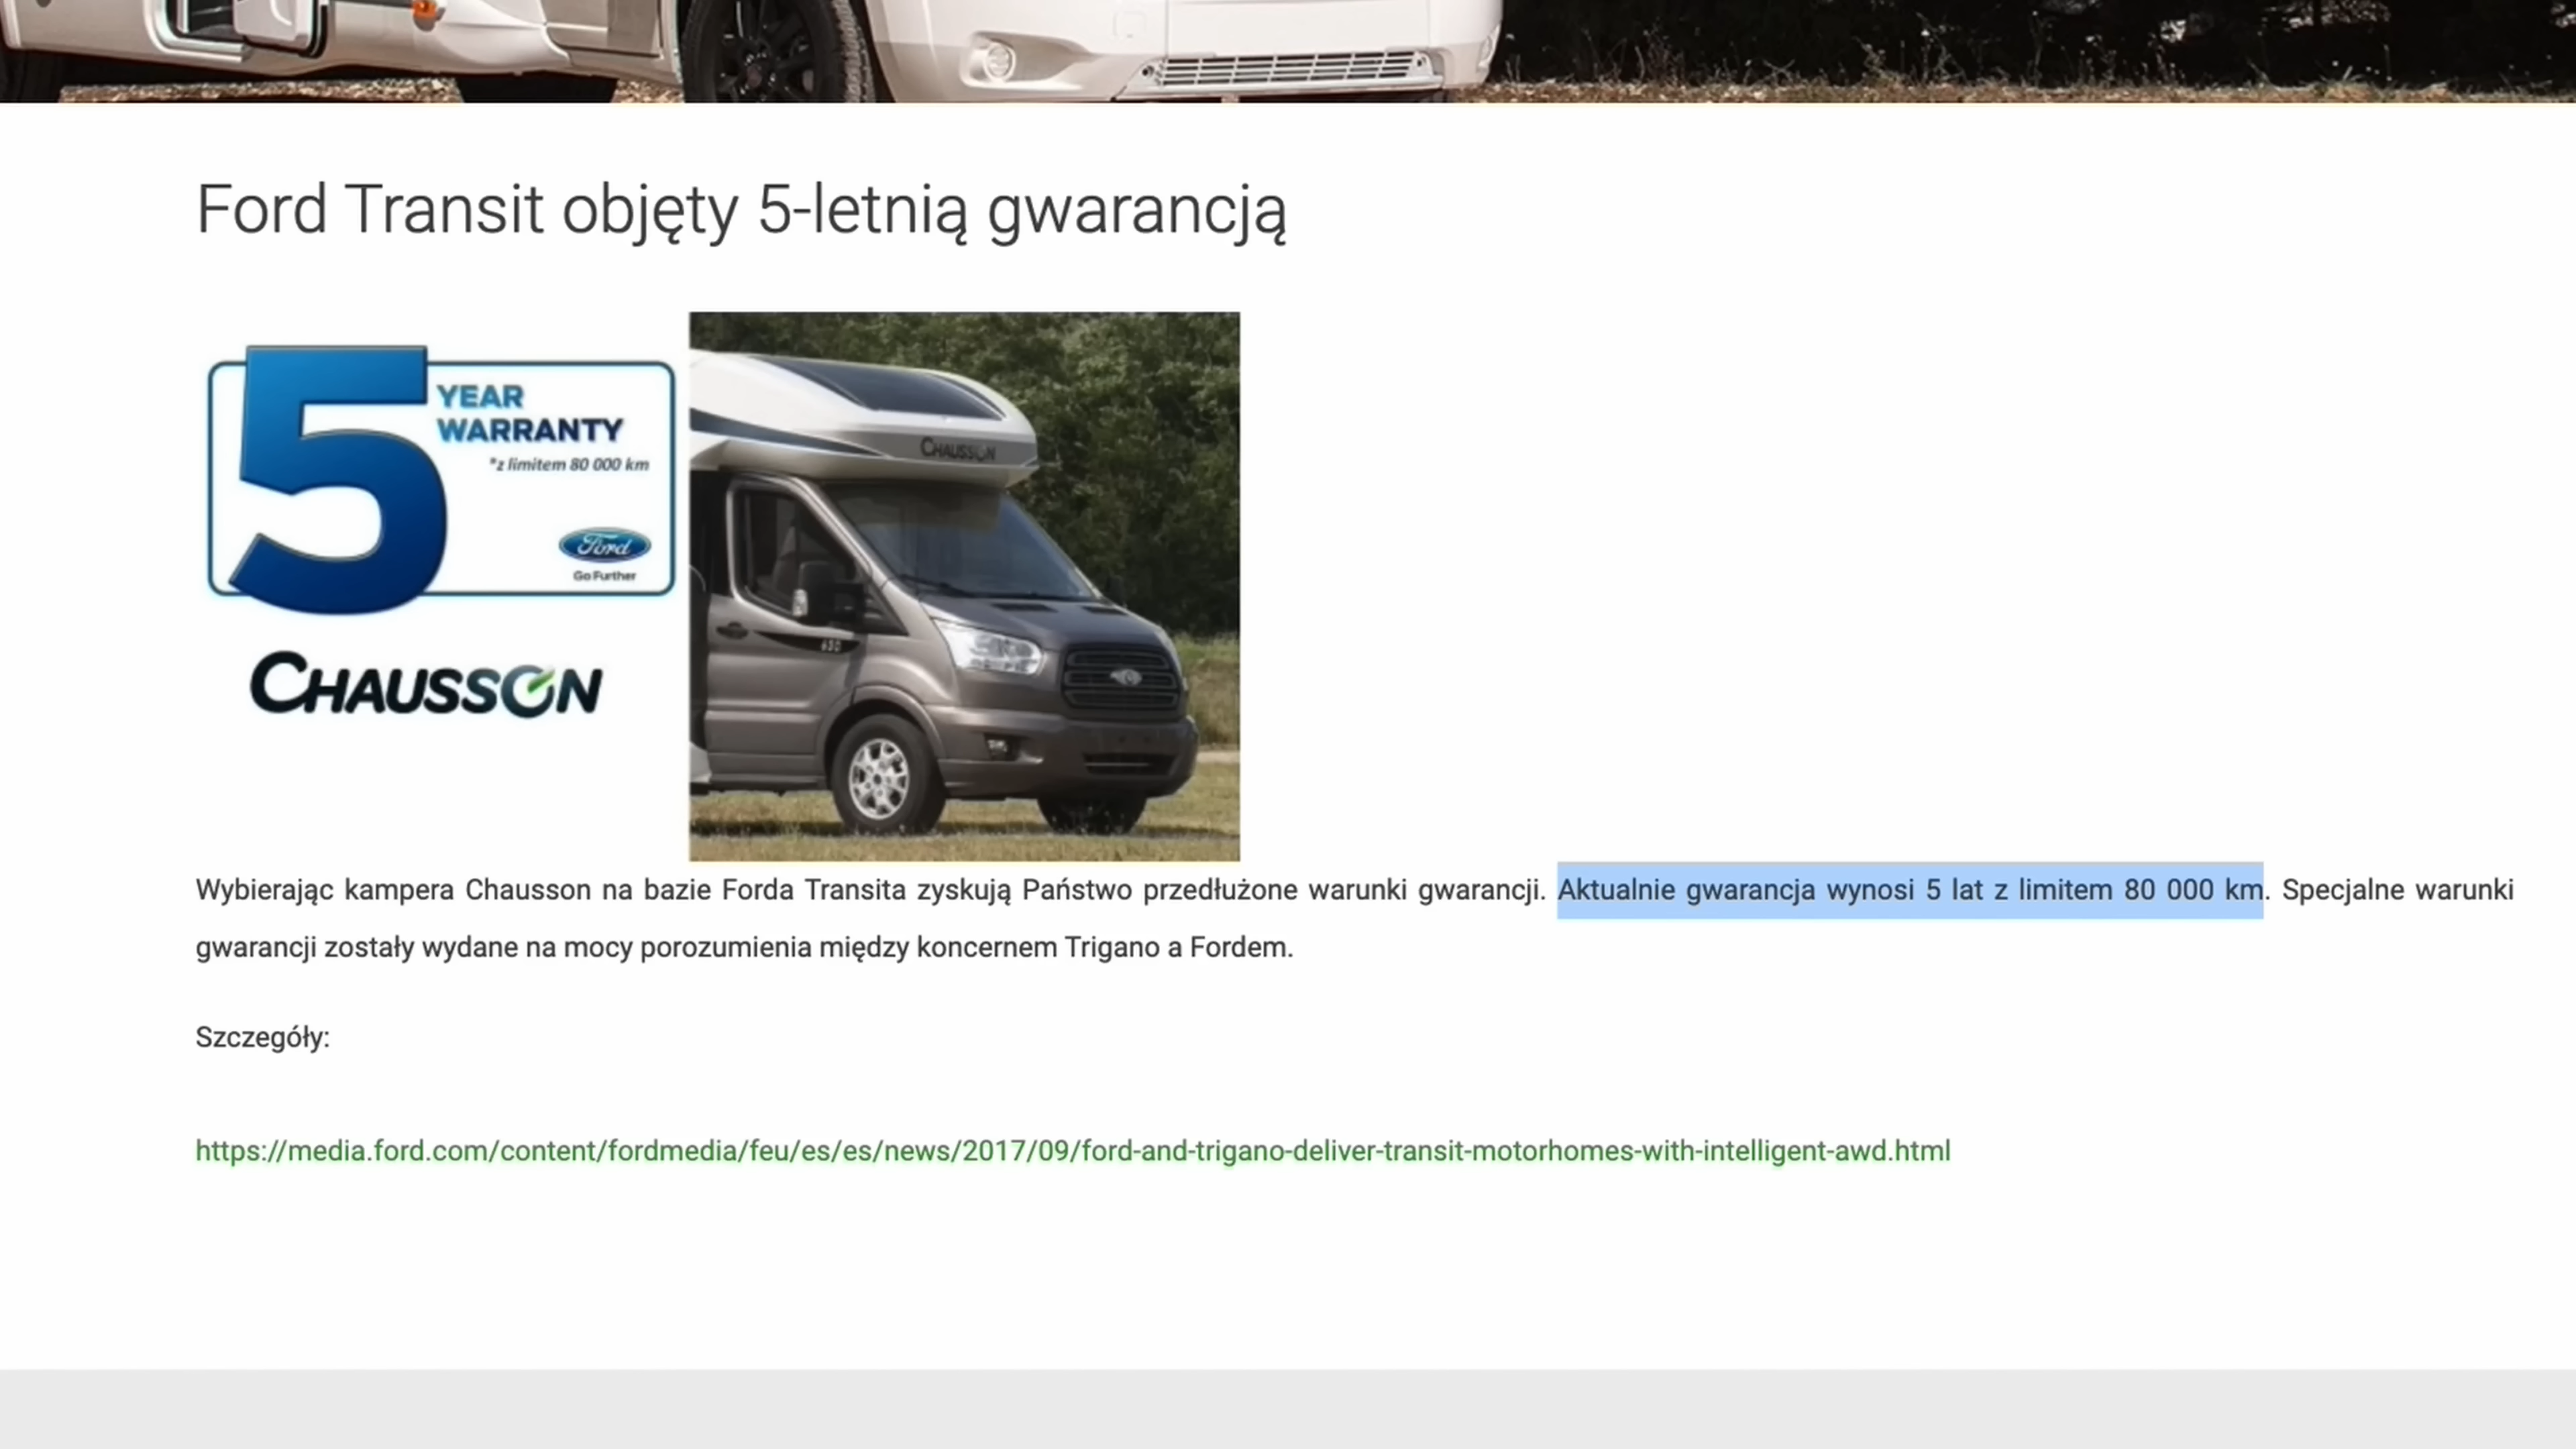 Ford Transit objęty 5-letnią gwarancją
5 YEAR
WARRANTY
*z limitem 80 000 km
Ford
Go Further
CHAUSSON
CHAUSSON
630
Wybierając kampera Chausson na bazie Forda Transita zyskują Państwo przedłużone warunki gwarancji. Aktualnie gwarancja wynosi 5 lat z limitem 80 000 km. Specjalne warunki
gwarancji zostały wydane na mocy porozumienia między koncernem Trigano a Fordem.
Szczegóły:
https://media.ford.com/content/fordmedia/feu/es/es/news/2017/09/ford-and-trigano-deliver-transit-motorhomes-with-intelligent-awd.html